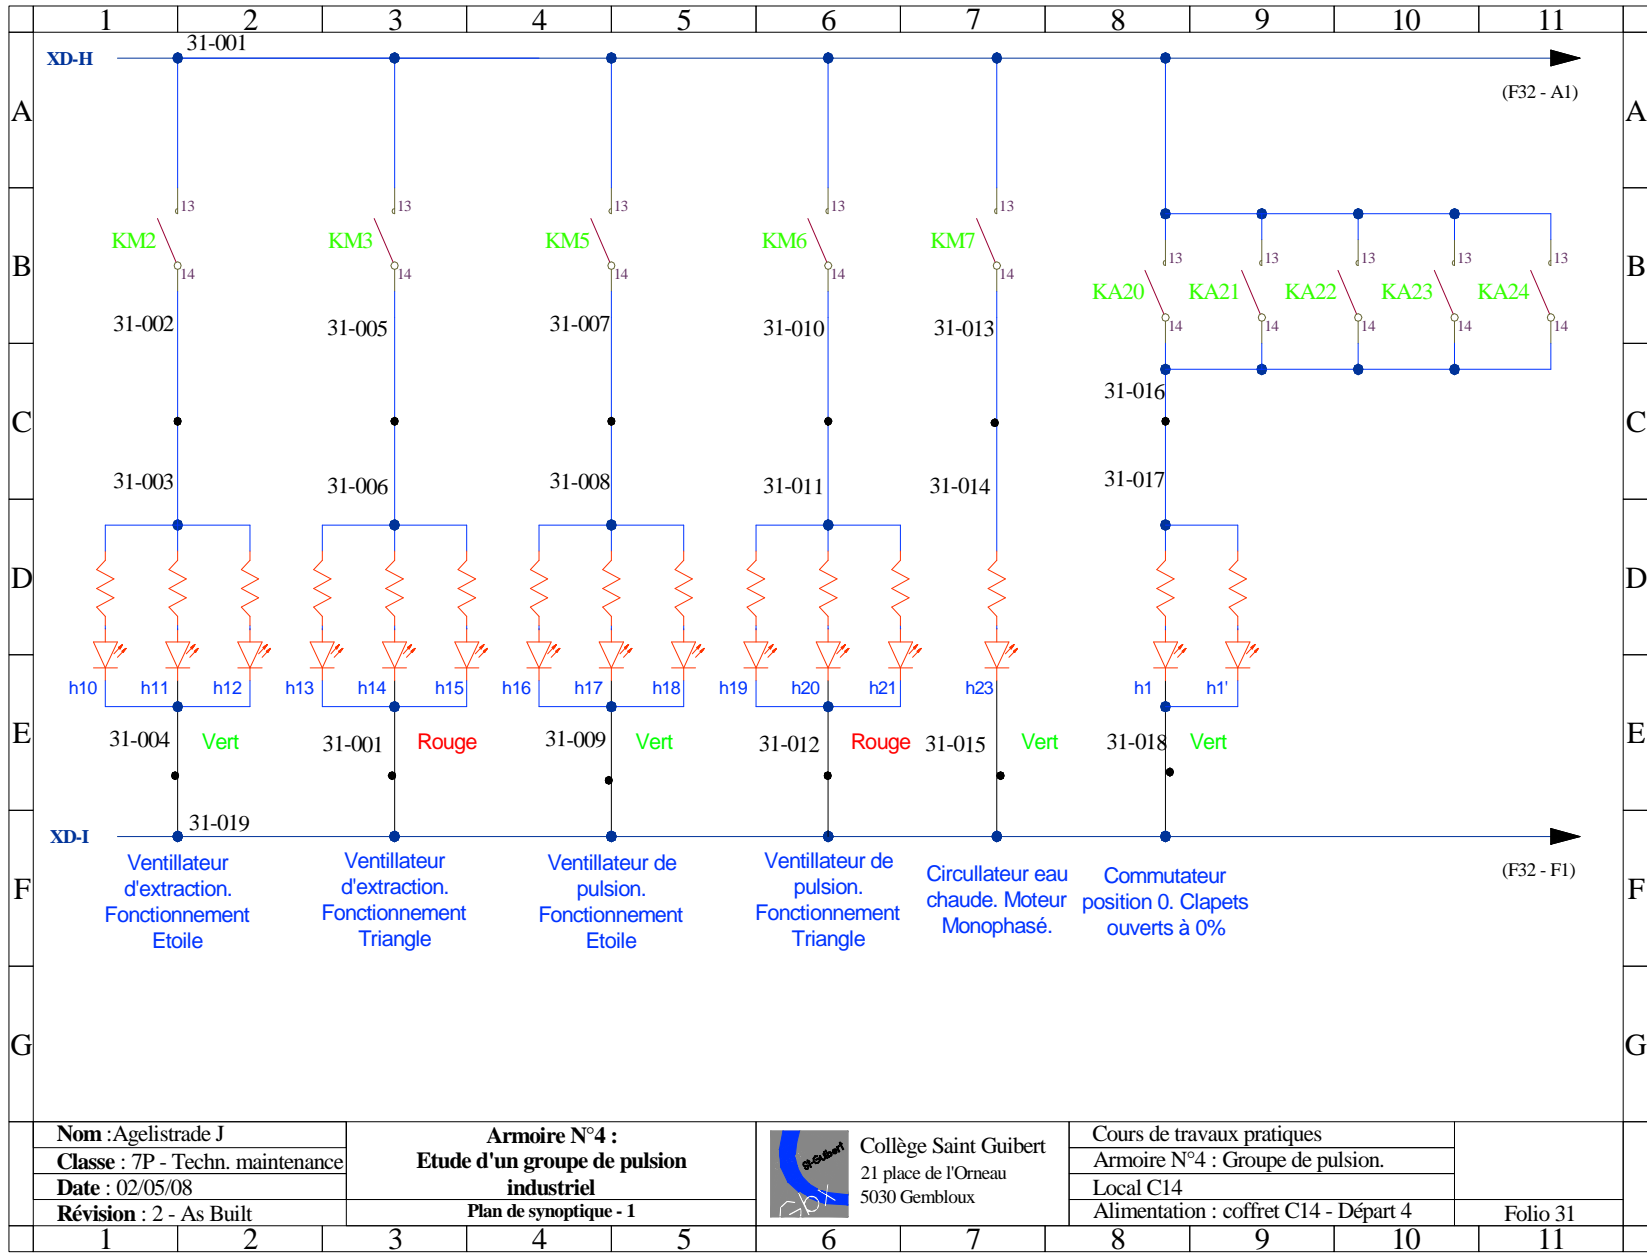 1 2 3 4 5 6 7 8 9 10 11
31-001
XD-H
(F32 - A1)
A A
13 13 13 13 13
KM2 KM3 KM5 KM6 KM7
14 14 14 14 14
B B
13 13 13 13 13
KA20 KA21 KA22 KA23 KA24
14 14 14 14 14
31-002 31-005 31-007 31-010 31-013
31-016
C C
31-003 31-006 31-008 31-011 31-014 31-017
D D
h10 h11 h12 h13 h14 h15 h16 h17 h18 h19 h20 h21 h23 h1 h1'
E E
31-004 Vert 31-001 Rouge 31-009 Vert 31-012 Rouge 31-015 Vert 31-018 Vert
31-019
XD-I
(F32 - F1)
F F
Ventillateur
d'extraction.
Fonctionnement
Etoile
Ventillateur
d'extraction.
Fonctionnement
Triangle
Ventillateur de
pulsion.
Fonctionnement
Etoile
Ventillateur de
pulsion.
Fonctionnement
Triangle
Circullateur eau
chaude. Moteur
Monophasé.
Commutateur
position 0. Clapets
ouverts à 0%
G G
Nom :Agelistrade J
Classe : 7P - Techn. maintenance
Date : 02/05/08
Révision : 2 - As Built
Armoire N°4 :
Etude d'un groupe de pulsion
industriel
Plan de synoptique - 1
St-Guibert
Gbx
Collège Saint Guibert
21 place de l'Orneau
5030 Gembloux
Cours de travaux pratiques
Armoire N°4 : Groupe de pulsion.
Local C14
Alimentation : coffret C14 - Départ 4
Folio 31
1 2 3 4 5 6 7 8 9 10 11